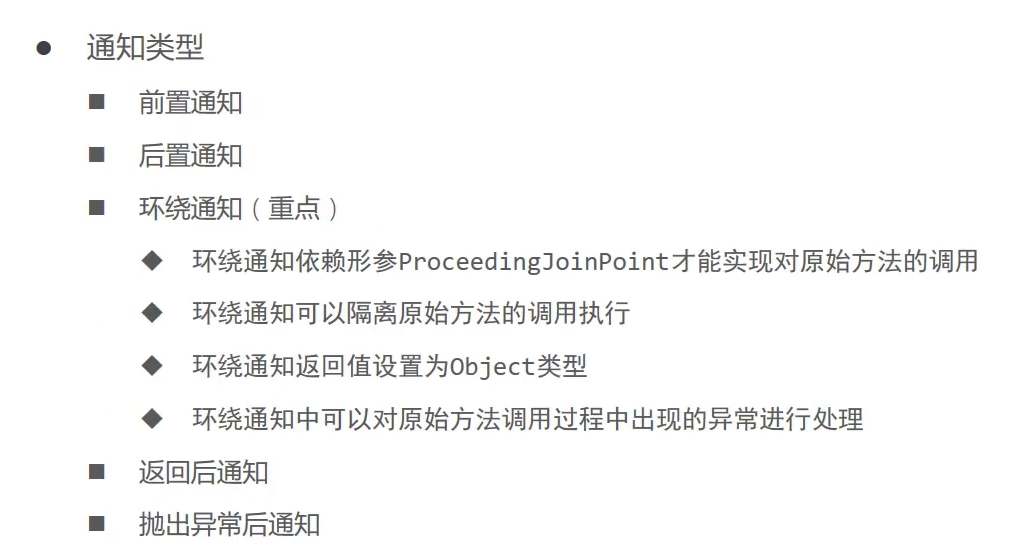 通知类型
前置通知
后置通知
环绕通知（重点）
环绕通知依赖形参ProceedingJoinPoint才能实现对原始方法的调用
环绕通知可以隔离原始方法的调用执行
环绕通知返回值设置为Object类型
环绕通知中可以对原始方法调用过程中出现的异常进行处理
返回后通知
抛出异常后通知